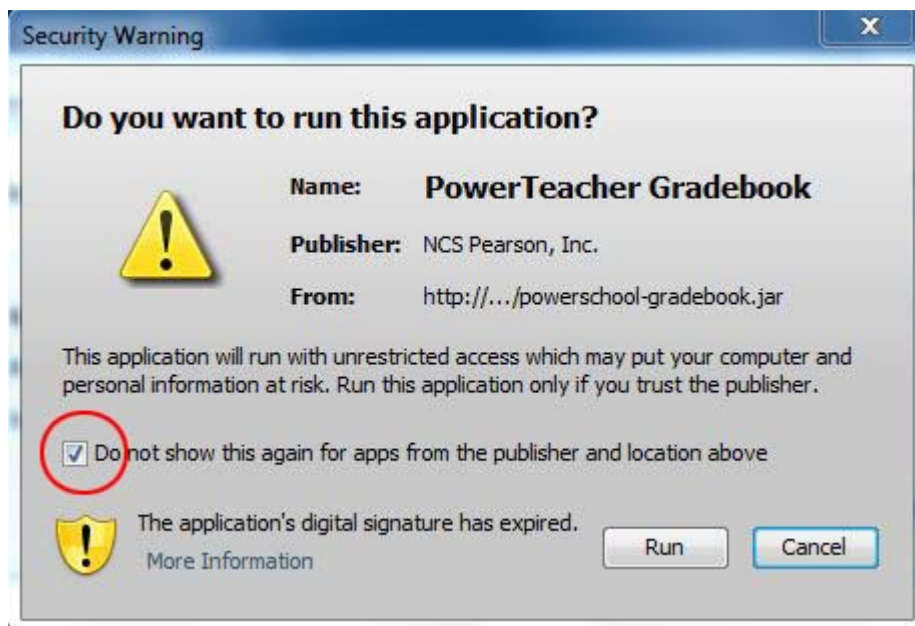 Security Warning
Do you want to run this application?
Name: PowerTeacher Gradebook
Publisher: NCS Pearson, Inc.
From: http://.../powerschool-gradebook.jar
This application will run with unrestricted access which may put your computer and
personal information at risk. Run this application only if you trust the publisher.
Do not show this again for apps from the publisher and location above
The application's digital signature has expired.
More Information
Run Cancel